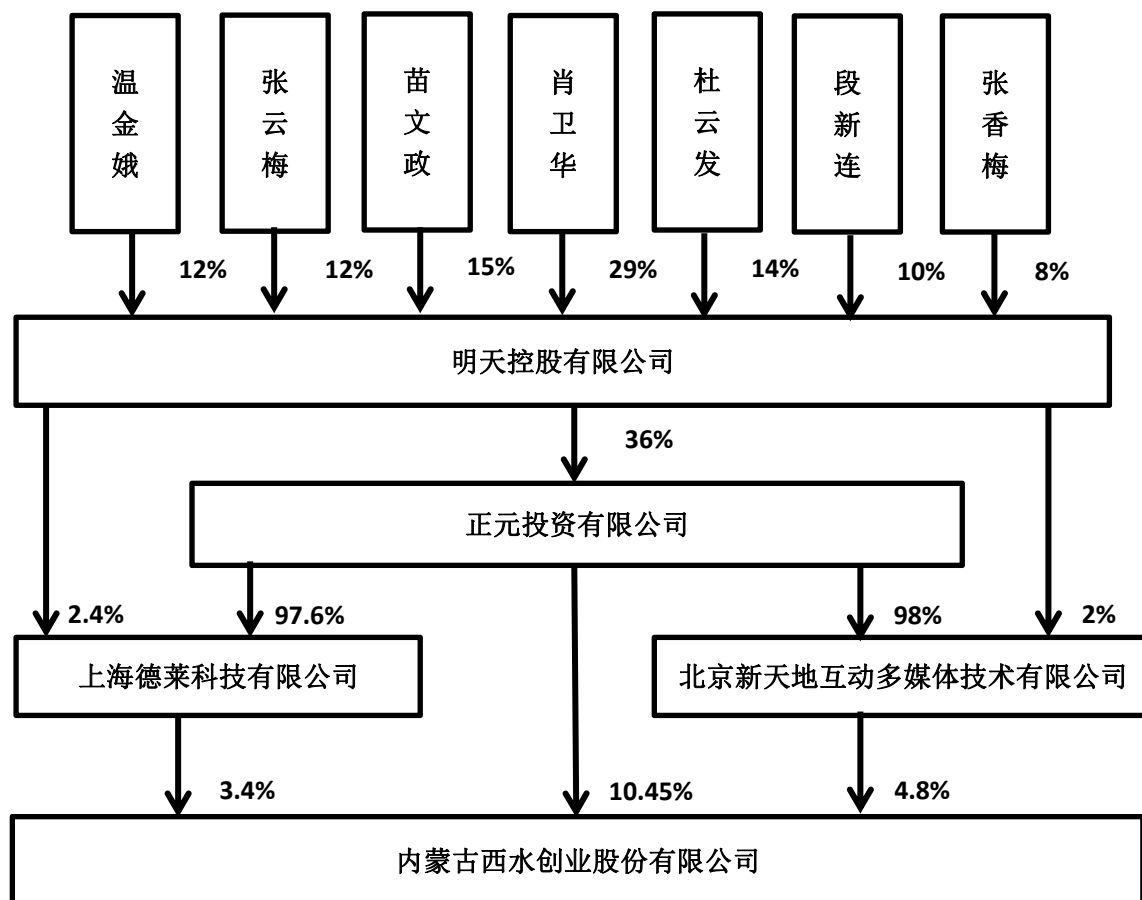 温金娥
张云梅
苗文政
肖卫华
杜云发
段新连
张香梅
12%
12%
15%
29%
14%
10%
8%
明天控股有限公司
36%
正元投资有限公司
2.4%
97.6%
98%
2%
上海德莱科技有限公司
北京新天地互动多媒体技术有限公司
3.4%
10.45%
4.8%
内蒙古西水创业股份有限公司